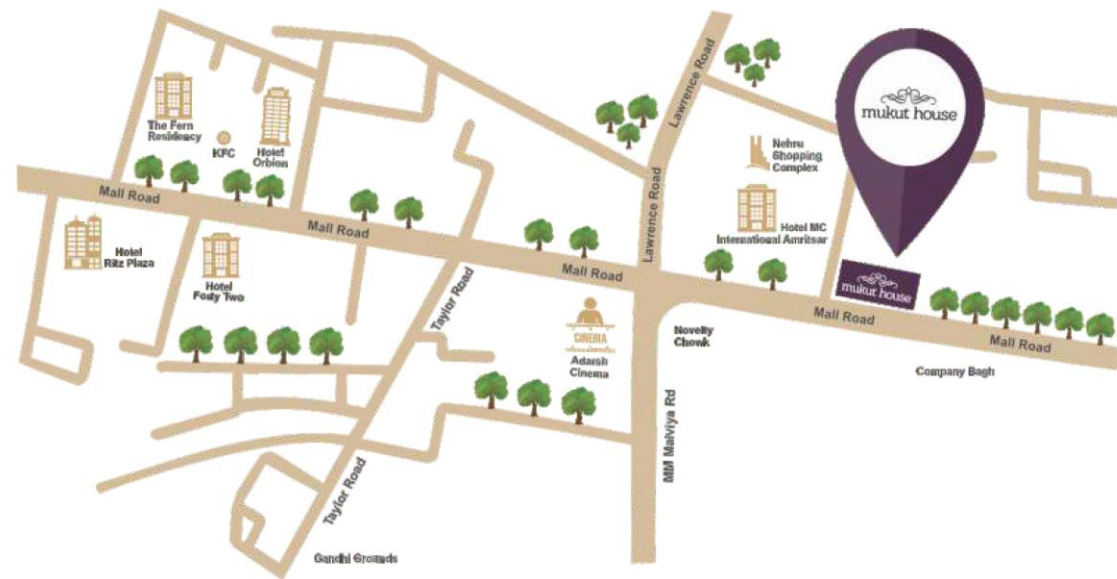 Lawrence Road
mukut house
The Fern
Residency
KFC
Hotel
Orbion
Nehru
Shopping
Complex
Mall Road
Mall Road
Lawrence Road
Hotel MC
International Amritsar
Hotel
Ritz Plaza
Hotel
Forty Two
Mall Road
mukut house
Taylor Road
Mall Road
Mall Road
CINEMA
Adarsh
Cinema
Novelty
Chowk
Company Bagh
MM Malviya Rd
Taylor Road
Gandhi Grounds